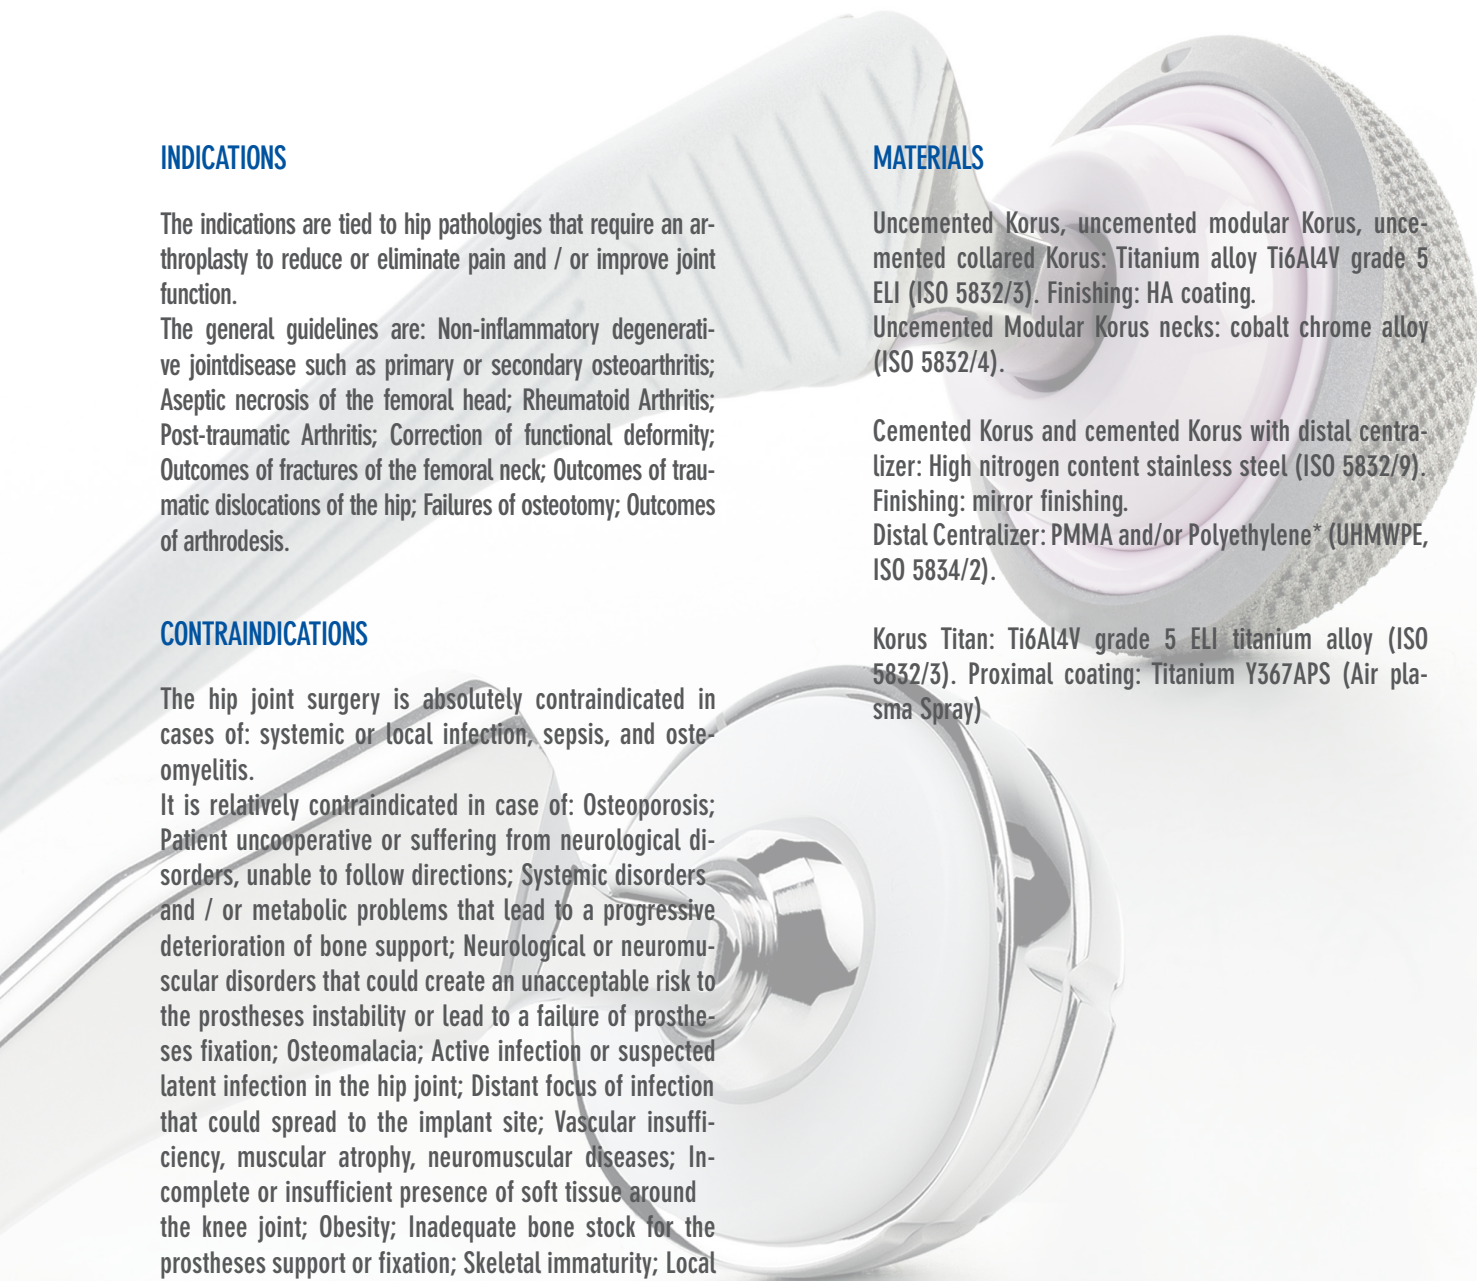 INDICATIONS
The indications are tied to hip pathologies that require an ar-
throplasty to reduce or eliminate pain and / or improve joint
function.
The general guidelines are: Non-inflammatory degenerati-
ve jointdisease such as primary or secondary osteoarthritis;
Aseptic necrosis of the femoral head; Rheumatoid Arthritis;
Post-traumatic Arthritis; Correction of functional deformity;
Outcomes of fractures of the femoral neck; Outcomes of trau-
matic dislocations of the hip; Failures of osteotomy; Outcomes
of arthrodesis.
CONTRAINDICATIONS
The hip joint surgery is absolutely contraindicated in
cases of: systemic or local infection, sepsis, and oste-
omyelitis.
It is relatively contraindicated in case of: Osteoporosis;
Patient uncooperative or suffering from neurological di-
sorders, unable to follow directions; Systemic disorders
and / or metabolic problems that lead to a progressive
deterioration of bone support; Neurological or neuromu-
scular disorders that could create an unacceptable risk to
the prostheses instability or lead to a failure of prosthe-
ses fixation; Osteomalacia; Active infection or suspected
latent infection in the hip joint; Distant focus of infection
that could spread to the implant site; Vascular insuffi-
ciency, muscular atrophy, neuromuscular diseases; In-
complete or insufficient presence of soft tissue around
the knee joint; Obesity; Inadequate bone stock for the
prostheses support or fixation; Skeletal immaturity; Local
MATERIALS
Uncemented Korus, uncemented modular Korus, unce-
mented collared Korus: Titanium alloy Ti6Al4V grade 5
ELI (ISO 5832/3). Finishing: HA coating.
Uncemented Modular Korus necks: cobalt chrome alloy
(ISO 5832/4).
Cemented Korus and cemented Korus with distal centra-
lizer: High nitrogen content stainless steel (ISO 5832/9).
Finishing: mirror finishing.
Distal Centralizer: PMMA and/or Polyethylene* (UHMWPE,
ISO 5834/2).
Korus Titan: Ti6Al4V grade 5 ELI titanium alloy (ISO
5832/3). Proximal coating: Titanium Y367APS (Air pla-
sma Spray)